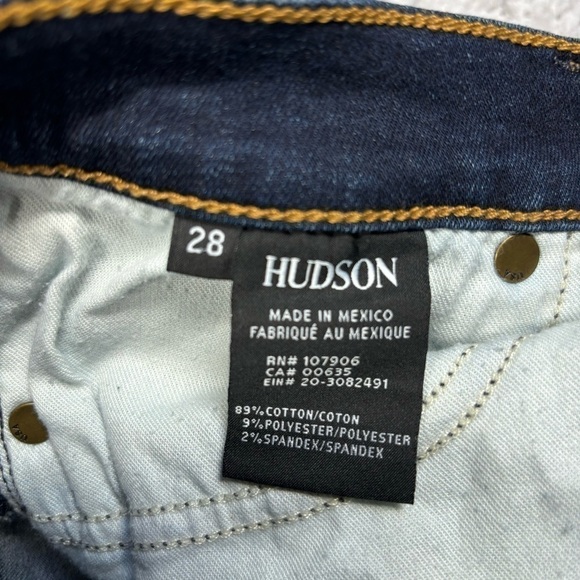 28
HUDSON
MADE IN MEXICO
FABRIQUÉ AU MEXIQUE
RN# 107906
CA# 00635
EIN# 20-3082491
89% COTTON/COTON
9% POLYESTER/POLYESTER
2% SPANDEX/SPANDEX